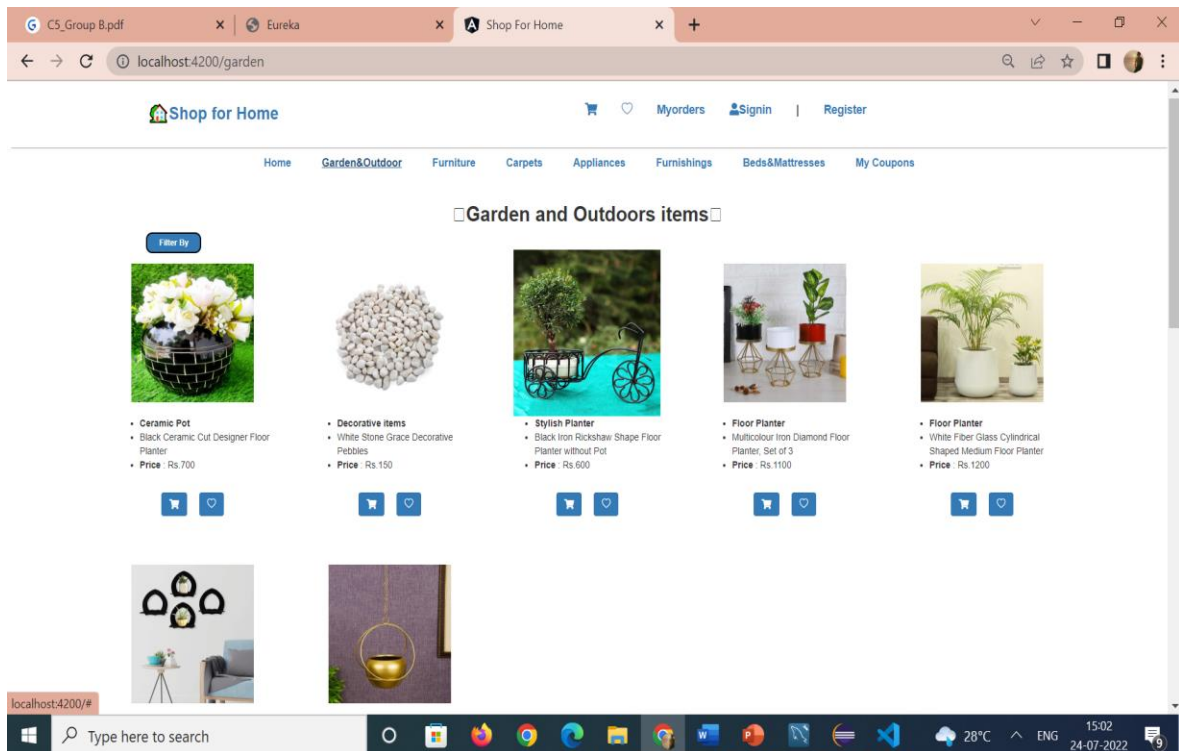 C5_Group B.pdf
Eureka
Shop For Home
localhost:4200/garden
Shop for Home
Myorders
Signin
|
Register
Home
Garden&Outdoor
Furniture
Carpets
Appliances
Furnishings
Beds&Mattresses
My Coupons
Garden and Outdoors items
Filter By
Ceramic Pot
Black Ceramic Cut Designer Floor
Planter
Price : Rs.700
Decorative items
White Stone Grace Decorative
Pebbles
Price : Rs.150
Stylish Planter
Black Iron Rickshaw Shape Floor
Planter without Pot
Price : Rs.600
Floor Planter
Multicolour Iron Diamond Floor
Planter, Set of 3
Price : Rs.1100
Floor Planter
White Fiber Glass Cylindrical
Shaped Medium Floor Planter
Price : Rs.1200
localhost:4200/#
Type here to search
28°C
ENG
15:02
24-07-2022
9